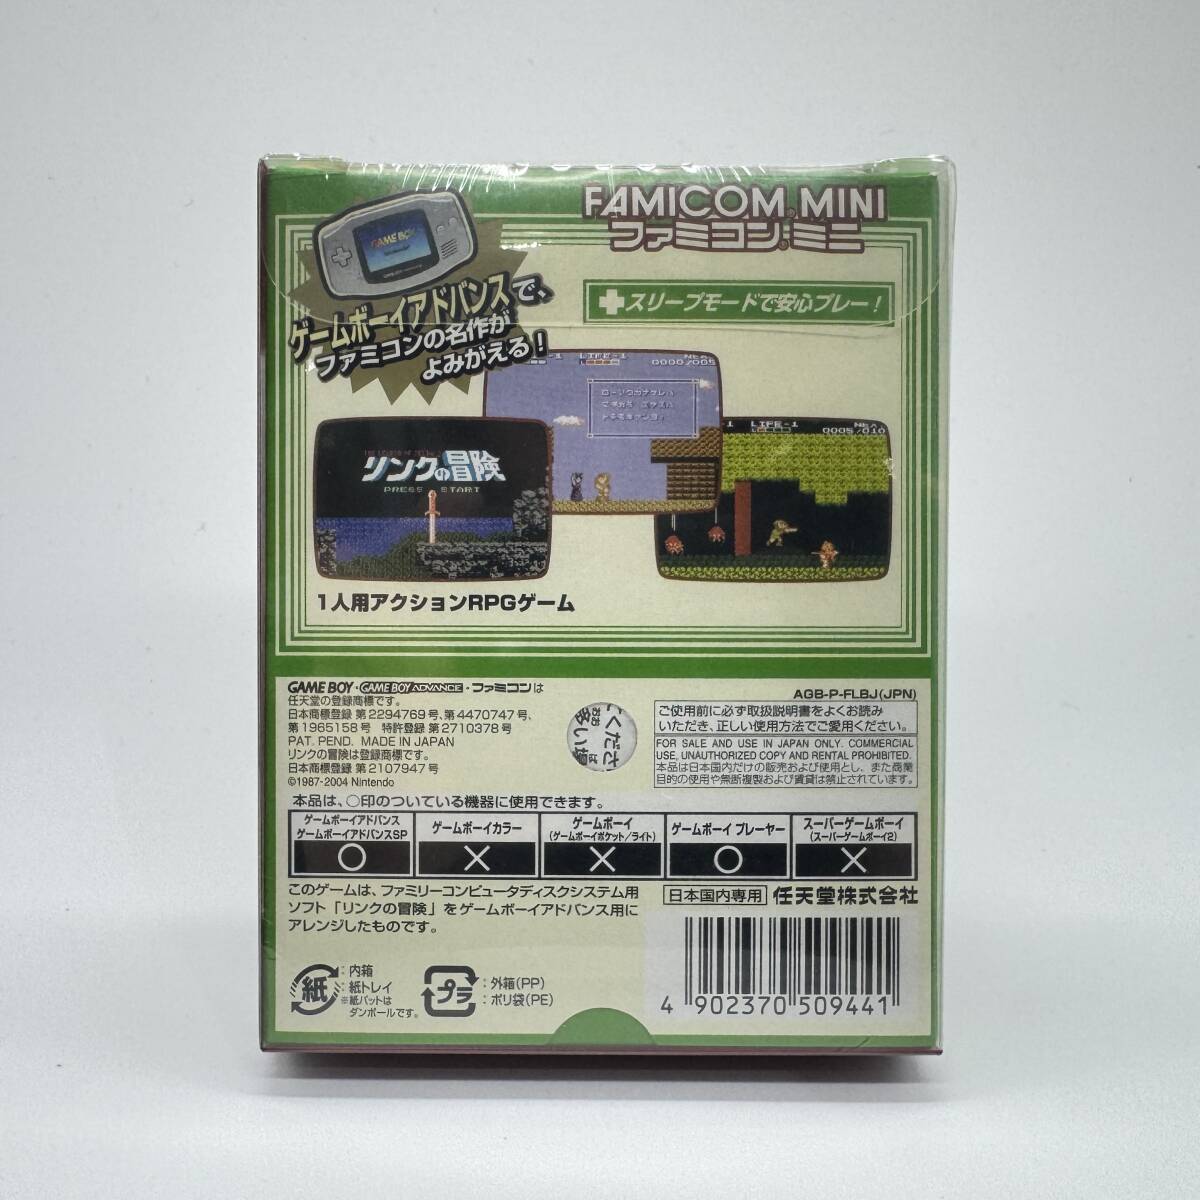 FAMICOM MINI
ファミコンミニ
GAME BOY
ゲームボーイアドバンスで、
ファミコンの名作が
よみがえる!
スリープモードで安心プレー!
LIFE-1
0000/005
リンクの冒険
PRESS START
LIFE-1
0005/010
1人用アクションRPGゲーム
GAME BOY・GAME BOY ADVANCE・ファミコンは
任天堂の登録商標です。
日本商標登録 第2294769号、第4470747号、
第1965158号 特許登録 第2710378号
PAT. PEND. MADE IN JAPAN
リンクの冒険は登録商標です。
日本商標登録 第2107947号
©1987-2004 Nintendo
AGB-P-FLBJ(JPN)
ご使用前に必ず取扱説明書をよくお読み
いただき、正しい使用方法でご愛用ください。
FOR SALE AND USE IN JAPAN ONLY. COMMERCIAL
USE, UNAUTHORIZED COPY AND RENTAL PROHIBITED.
本品は日本国内だけの販売および使用とし、また商業
目的の使用や無断複製および賃貸は禁止されています。
本品は、○印のついている機器に使用できます。
ゲームボーイアドバンス
ゲームボーイアドバンスSP
ゲームボーイカラー
ゲームボーイ
(ゲームボーイポケット/ライト)
ゲームボーイ プレーヤー
スーパーゲームボーイ
(スーパーゲームボーイ2)
○ × × ○ ×
このゲームは、ファミリーコンピュータディスクシステム用
ソフト「リンクの冒険」をゲームボーイアドバンス用に
アレンジしたものです。
日本国内専用 任天堂株式会社
紙
：内箱
：紙トレイ
※紙パットは
ダンボールです。
プラ
：外箱(PP)
：ポリ袋(PE)
4 902370 509441